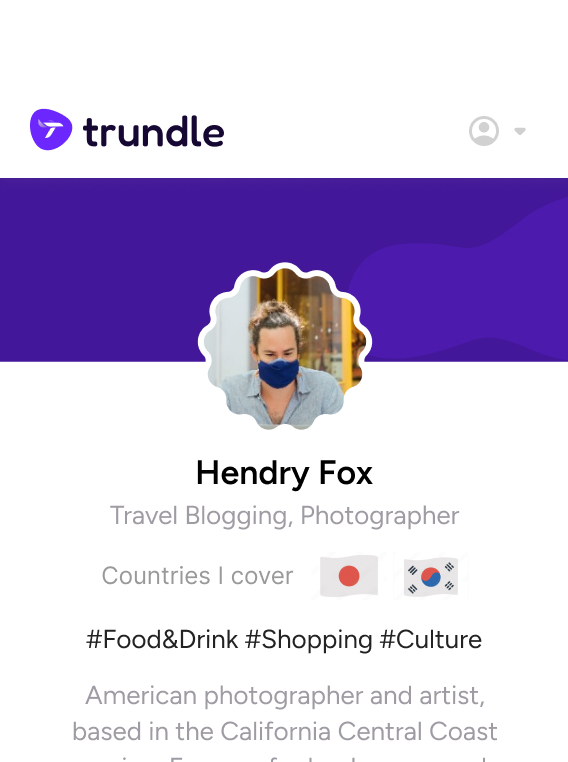 trundle
Hendry Fox
Travel Blogging, Photographer
Countries I cover
#Food&Drink #Shopping #Culture
American photographer and artist,
based in the California Central Coast